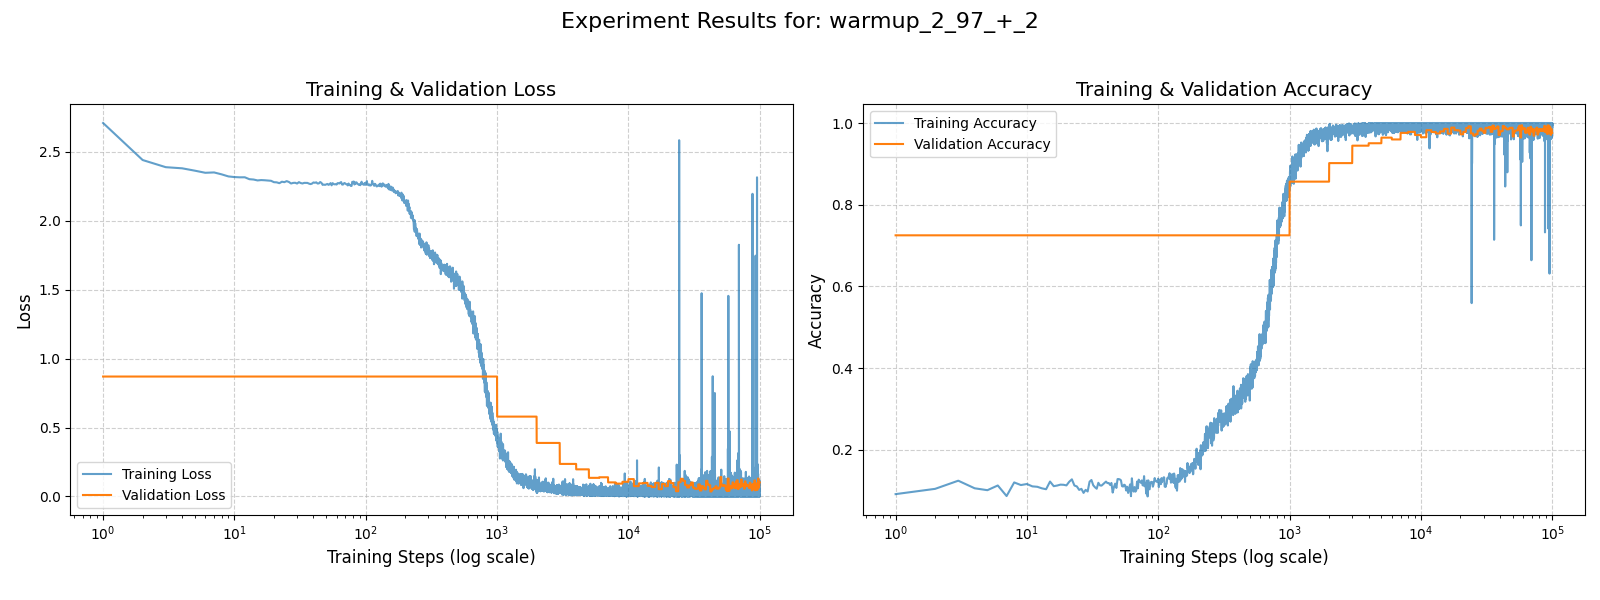 Experiment Results for: warmup_2_97_+_2
Training & Validation Loss
Loss
2.5
2.0
1.5
1.0
0.5
0.0
Training Loss
Validation Loss
10^0
10^1
10^2
10^3
10^4
10^5
Training Steps (log scale)
Training & Validation Accuracy
Accuracy
1.0
0.8
0.6
0.4
0.2
Training Accuracy
Validation Accuracy
10^0
10^1
10^2
10^3
10^4
10^5
Training Steps (log scale)